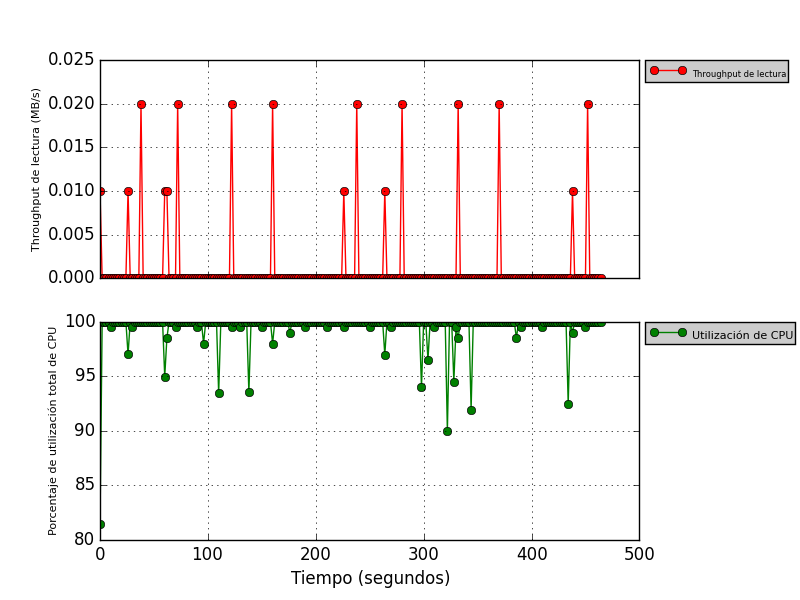 0.025
0.020
0.015
0.010
0.005
0.000
Throughput de lectura (MB/s)
Throughput de lectura
100
95
90
85
80
Porcentaje de utilización total de CPU
Utilización de CPU
0 100 200 300 400 500
Tiempo (segundos)